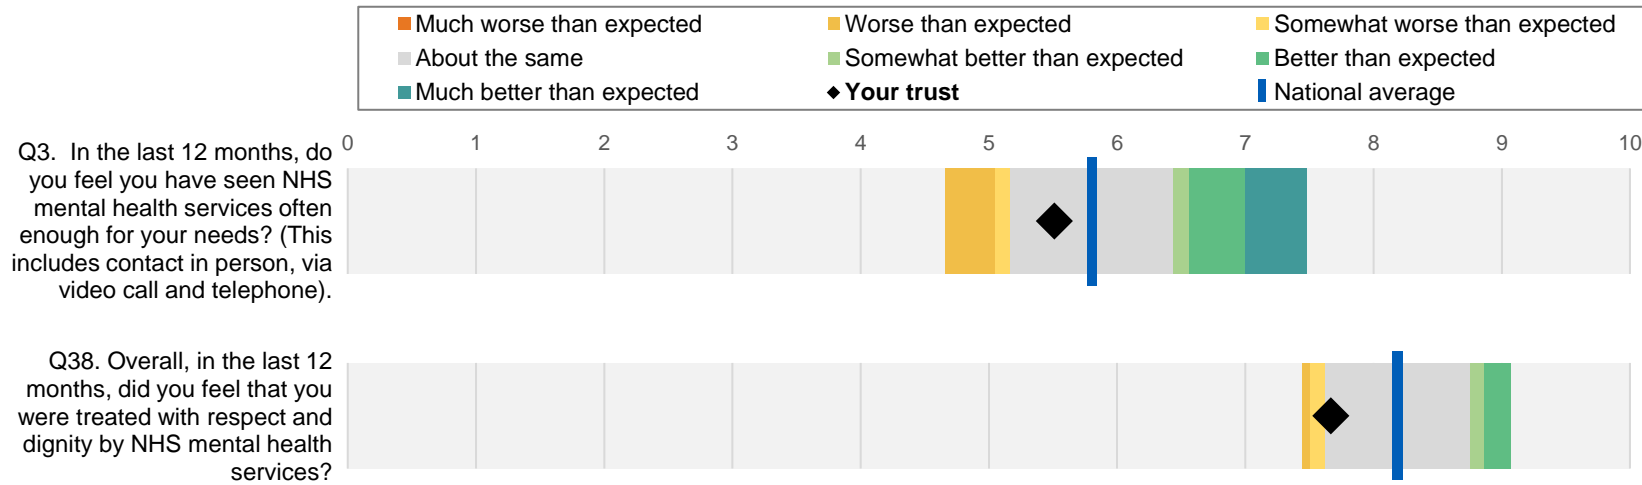 Much worse than expected
Worse than expected
Somewhat worse than expected
About the same
Somewhat better than expected
Better than expected
Much better than expected
Your trust
National average
0 1 2 3 4 5 6 7 8 9 10
Q3.  In the last 12 months, do
you feel you have seen NHS
mental health services often
enough for your needs? (This
includes contact in person, via
video call and telephone).
Q38. Overall, in the last 12
months, did you feel that you
were treated with respect and
dignity by NHS mental health
services?